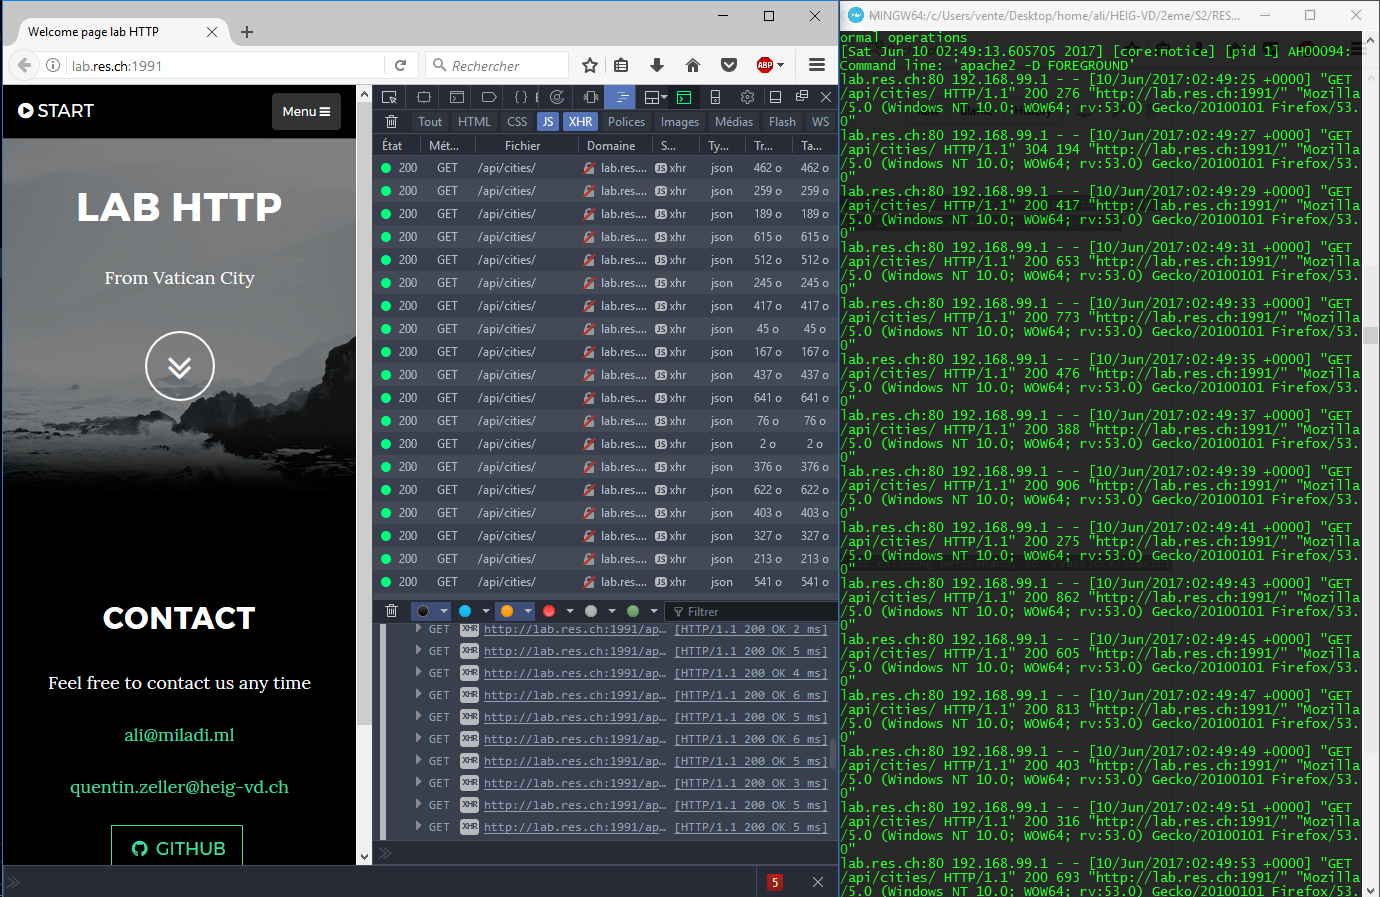 Welcome page lab HTTP
lab.res.ch:1991
Rechercher
ABP
START
Menu
LAB HTTP
From Vatican City
CONTACT
Feel free to contact us any time
ali@miladi.ml
quentin.zeller@heig-vd.ch
GITHUB
Tout HTML CSS JS XHR Polices Images Médias Flash WS
État Mét... Fichier Domaine S... Ty... Tr... Ta...
200 GET /api/cities/ lab.res.... JS xhr json 462 o 462 o
200 GET /api/cities/ lab.res.... JS xhr json 259 o 259 o
200 GET /api/cities/ lab.res.... JS xhr json 189 o 189 o
200 GET /api/cities/ lab.res.... JS xhr json 615 o 615 o
200 GET /api/cities/ lab.res.... JS xhr json 512 o 512 o
200 GET /api/cities/ lab.res.... JS xhr json 245 o 245 o
200 GET /api/cities/ lab.res.... JS xhr json 417 o 417 o
200 GET /api/cities/ lab.res.... JS xhr json 45 o 45 o
200 GET /api/cities/ lab.res.... JS xhr json 167 o 167 o
200 GET /api/cities/ lab.res.... JS xhr json 437 o 437 o
200 GET /api/cities/ lab.res.... JS xhr json 641 o 641 o
200 GET /api/cities/ lab.res.... JS xhr json 76 o 76 o
200 GET /api/cities/ lab.res.... JS xhr json 2 o 2 o
200 GET /api/cities/ lab.res.... JS xhr json 376 o 376 o
200 GET /api/cities/ lab.res.... JS xhr json 622 o 622 o
200 GET /api/cities/ lab.res.... JS xhr json 403 o 403 o
200 GET /api/cities/ lab.res.... JS xhr json 327 o 327 o
200 GET /api/cities/ lab.res.... JS xhr json 213 o 213 o
200 GET /api/cities/ lab.res.... JS xhr json 541 o 541 o
Filtrer
GET XHR http://lab.res.ch:1991/ap... [HTTP/1.1 200 OK 2 ms]
GET XHR http://lab.res.ch:1991/ap... [HTTP/1.1 200 OK 5 ms]
GET XHR http://lab.res.ch:1991/ap... [HTTP/1.1 200 OK 4 ms]
GET XHR http://lab.res.ch:1991/ap... [HTTP/1.1 200 OK 6 ms]
GET XHR http://lab.res.ch:1991/ap... [HTTP/1.1 200 OK 5 ms]
GET XHR http://lab.res.ch:1991/ap... [HTTP/1.1 200 OK 6 ms]
GET XHR http://lab.res.ch:1991/ap... [HTTP/1.1 200 OK 5 ms]
GET XHR http://lab.res.ch:1991/ap... [HTTP/1.1 200 OK 3 ms]
GET XHR http://lab.res.ch:1991/ap... [HTTP/1.1 200 OK 5 ms]
GET XHR http://lab.res.ch:1991/ap... [HTTP/1.1 200 OK 5 ms]
5
MINGW64:/c/Users/vente/Desktop/home/ali/HEIG-VD/2eme/S2/RES...
ormal operations
[Sat Jun 10 02:49:13.605705 2017] [core:notice] [pid 1] AH00094:
Command line: 'apache2 -D FOREGROUND'
lab.res.ch:80 192.168.99.1 - - [10/Jun/2017:02:49:25 +0000] "GET
/api/cities/ HTTP/1.1" 200 276 "http://lab.res.ch:1991/" "Mozilla
/5.0 (Windows NT 10.0; WOW64; rv:53.0) Gecko/20100101 Firefox/53.
0"
lab.res.ch:80 192.168.99.1 - - [10/Jun/2017:02:49:27 +0000] "GET
/api/cities/ HTTP/1.1" 304 194 "http://lab.res.ch:1991/" "Mozilla
/5.0 (Windows NT 10.0; WOW64; rv:53.0) Gecko/20100101 Firefox/53.
0"
lab.res.ch:80 192.168.99.1 - - [10/Jun/2017:02:49:29 +0000] "GET
/api/cities/ HTTP/1.1" 200 417 "http://lab.res.ch:1991/" "Mozilla
/5.0 (Windows NT 10.0; WOW64; rv:53.0) Gecko/20100101 Firefox/53.
0"
lab.res.ch:80 192.168.99.1 - - [10/Jun/2017:02:49:31 +0000] "GET
/api/cities/ HTTP/1.1" 200 653 "http://lab.res.ch:1991/" "Mozilla
/5.0 (Windows NT 10.0; WOW64; rv:53.0) Gecko/20100101 Firefox/53.
0"
lab.res.ch:80 192.168.99.1 - - [10/Jun/2017:02:49:33 +0000] "GET
/api/cities/ HTTP/1.1" 200 773 "http://lab.res.ch:1991/" "Mozilla
/5.0 (Windows NT 10.0; WOW64; rv:53.0) Gecko/20100101 Firefox/53.
0"
lab.res.ch:80 192.168.99.1 - - [10/Jun/2017:02:49:35 +0000] "GET
/api/cities/ HTTP/1.1" 200 476 "http://lab.res.ch:1991/" "Mozilla
/5.0 (Windows NT 10.0; WOW64; rv:53.0) Gecko/20100101 Firefox/53.
0"
lab.res.ch:80 192.168.99.1 - - [10/Jun/2017:02:49:37 +0000] "GET
/api/cities/ HTTP/1.1" 200 388 "http://lab.res.ch:1991/" "Mozilla
/5.0 (Windows NT 10.0; WOW64; rv:53.0) Gecko/20100101 Firefox/53.
0"
lab.res.ch:80 192.168.99.1 - - [10/Jun/2017:02:49:39 +0000] "GET
/api/cities/ HTTP/1.1" 200 906 "http://lab.res.ch:1991/" "Mozilla
/5.0 (Windows NT 10.0; WOW64; rv:53.0) Gecko/20100101 Firefox/53.
0"
lab.res.ch:80 192.168.99.1 - - [10/Jun/2017:02:49:41 +0000] "GET
/api/cities/ HTTP/1.1" 200 275 "http://lab.res.ch:1991/" "Mozilla
/5.0 (Windows NT 10.0; WOW64; rv:53.0) Gecko/20100101 Firefox/53.
0"
lab.res.ch:80 192.168.99.1 - - [10/Jun/2017:02:49:43 +0000] "GET
/api/cities/ HTTP/1.1" 200 862 "http://lab.res.ch:1991/" "Mozilla
/5.0 (Windows NT 10.0; WOW64; rv:53.0) Gecko/20100101 Firefox/53.
0"
lab.res.ch:80 192.168.99.1 - - [10/Jun/2017:02:49:45 +0000] "GET
/api/cities/ HTTP/1.1" 200 605 "http://lab.res.ch:1991/" "Mozilla
/5.0 (Windows NT 10.0; WOW64; rv:53.0) Gecko/20100101 Firefox/53.
0"
lab.res.ch:80 192.168.99.1 - - [10/Jun/2017:02:49:47 +0000] "GET
/api/cities/ HTTP/1.1" 200 813 "http://lab.res.ch:1991/" "Mozilla
/5.0 (Windows NT 10.0; WOW64; rv:53.0) Gecko/20100101 Firefox/53.
0"
lab.res.ch:80 192.168.99.1 - - [10/Jun/2017:02:49:49 +0000] "GET
/api/cities/ HTTP/1.1" 200 403 "http://lab.res.ch:1991/" "Mozilla
/5.0 (Windows NT 10.0; WOW64; rv:53.0) Gecko/20100101 Firefox/53.
0"
lab.res.ch:80 192.168.99.1 - - [10/Jun/2017:02:49:51 +0000] "GET
/api/cities/ HTTP/1.1" 200 316 "http://lab.res.ch:1991/" "Mozilla
/5.0 (Windows NT 10.0; WOW64; rv:53.0) Gecko/20100101 Firefox/53.
0"
lab.res.ch:80 192.168.99.1 - - [10/Jun/2017:02:49:53 +0000] "GET
/api/cities/ HTTP/1.1" 200 693 "http://lab.res.ch:1991/" "Mozilla
/5.0 (Windows NT 10.0; WOW64; rv:53.0) Gecko/20100101 Firefox/53.